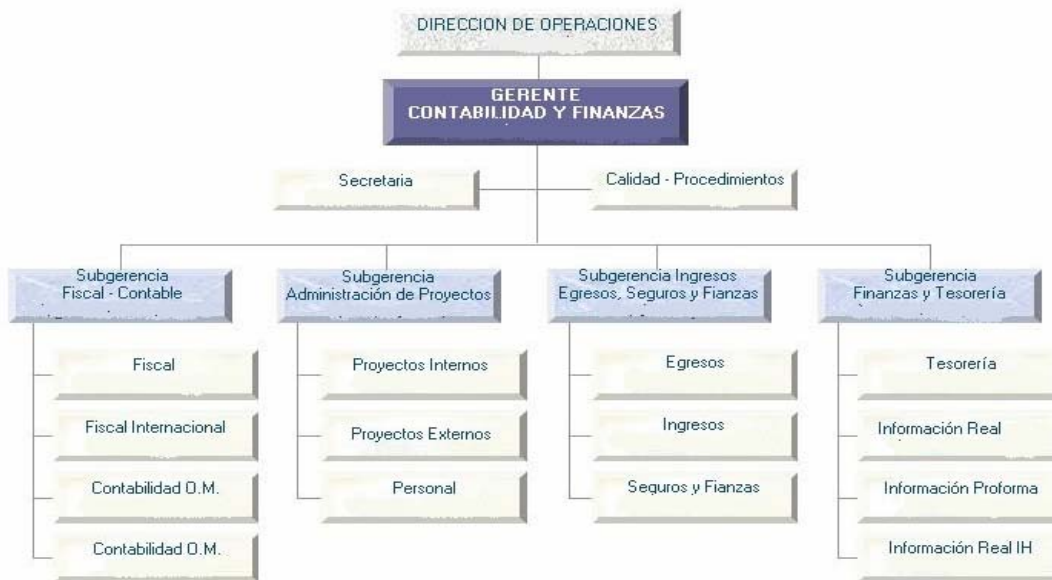 DIRECCION DE OPERACIONES
GERENTE
CONTABILIDAD Y FINANZAS
Secretaria
Calidad - Procedimientos
Subgerencia
Fiscal - Contable
Fiscal
Fiscal Internacional
Contabilidad O.M.
Contabilidad O.M.
Subgerencia
Administración de Proyectos
Proyectos Internos
Proyectos Externos
Personal
Subgerencia Ingresos
Egresos, Seguros y Fianzas
Egresos
Ingresos
Seguros y Fianzas
Subgerencia
Finanzas y Tesorería
Tesorería
Información Real
Información Proforma
Información Real IH